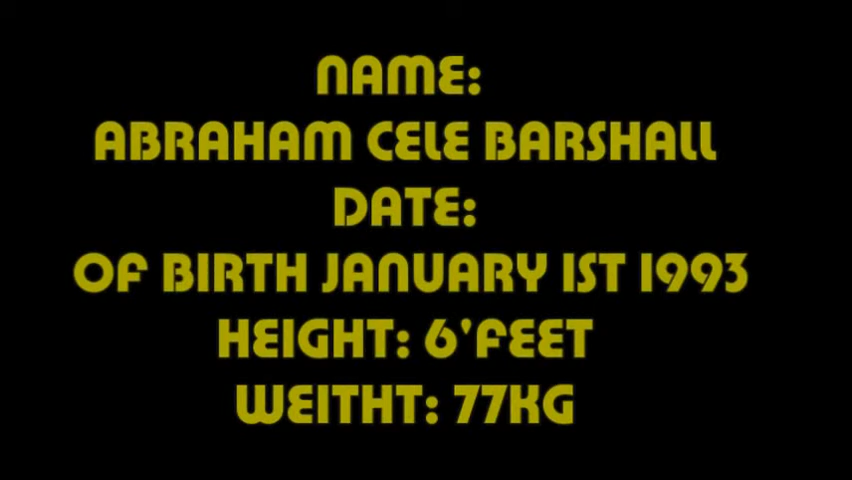 NAME:
ABRAHAM CELE BARSHALL
DATE:
OF BIRTH JANUARY 1ST 1993
HEIGHT: 6'FEET
WEITHT: 77KG